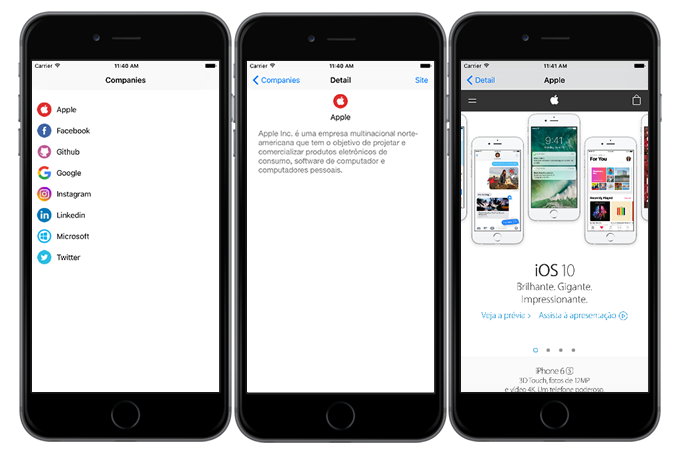 Carrier
11:40 AM
Companies
Apple
Facebook
Github
Google
Instagram
Linkedin
Microsoft
Twitter
Carrier
11:40 AM
Companies
Detail
Site
Apple
Apple Inc. é uma empresa multinacional norte-
americana que tem o objetivo de projetar e
comercializar produtos eletrônicos de
consumo, software de computador e
computadores pessoais.
Carrier
11:41 AM
Detail
Apple
9:41
For You
Recently Played
iOS 10
Brilhante. Gigante.
Impressionante.
Veja a prévia
Assista à apresentação
iPhone 6s
3D Touch, fotos de 12MP
e vídeo 4K. Um telefone poderoso.